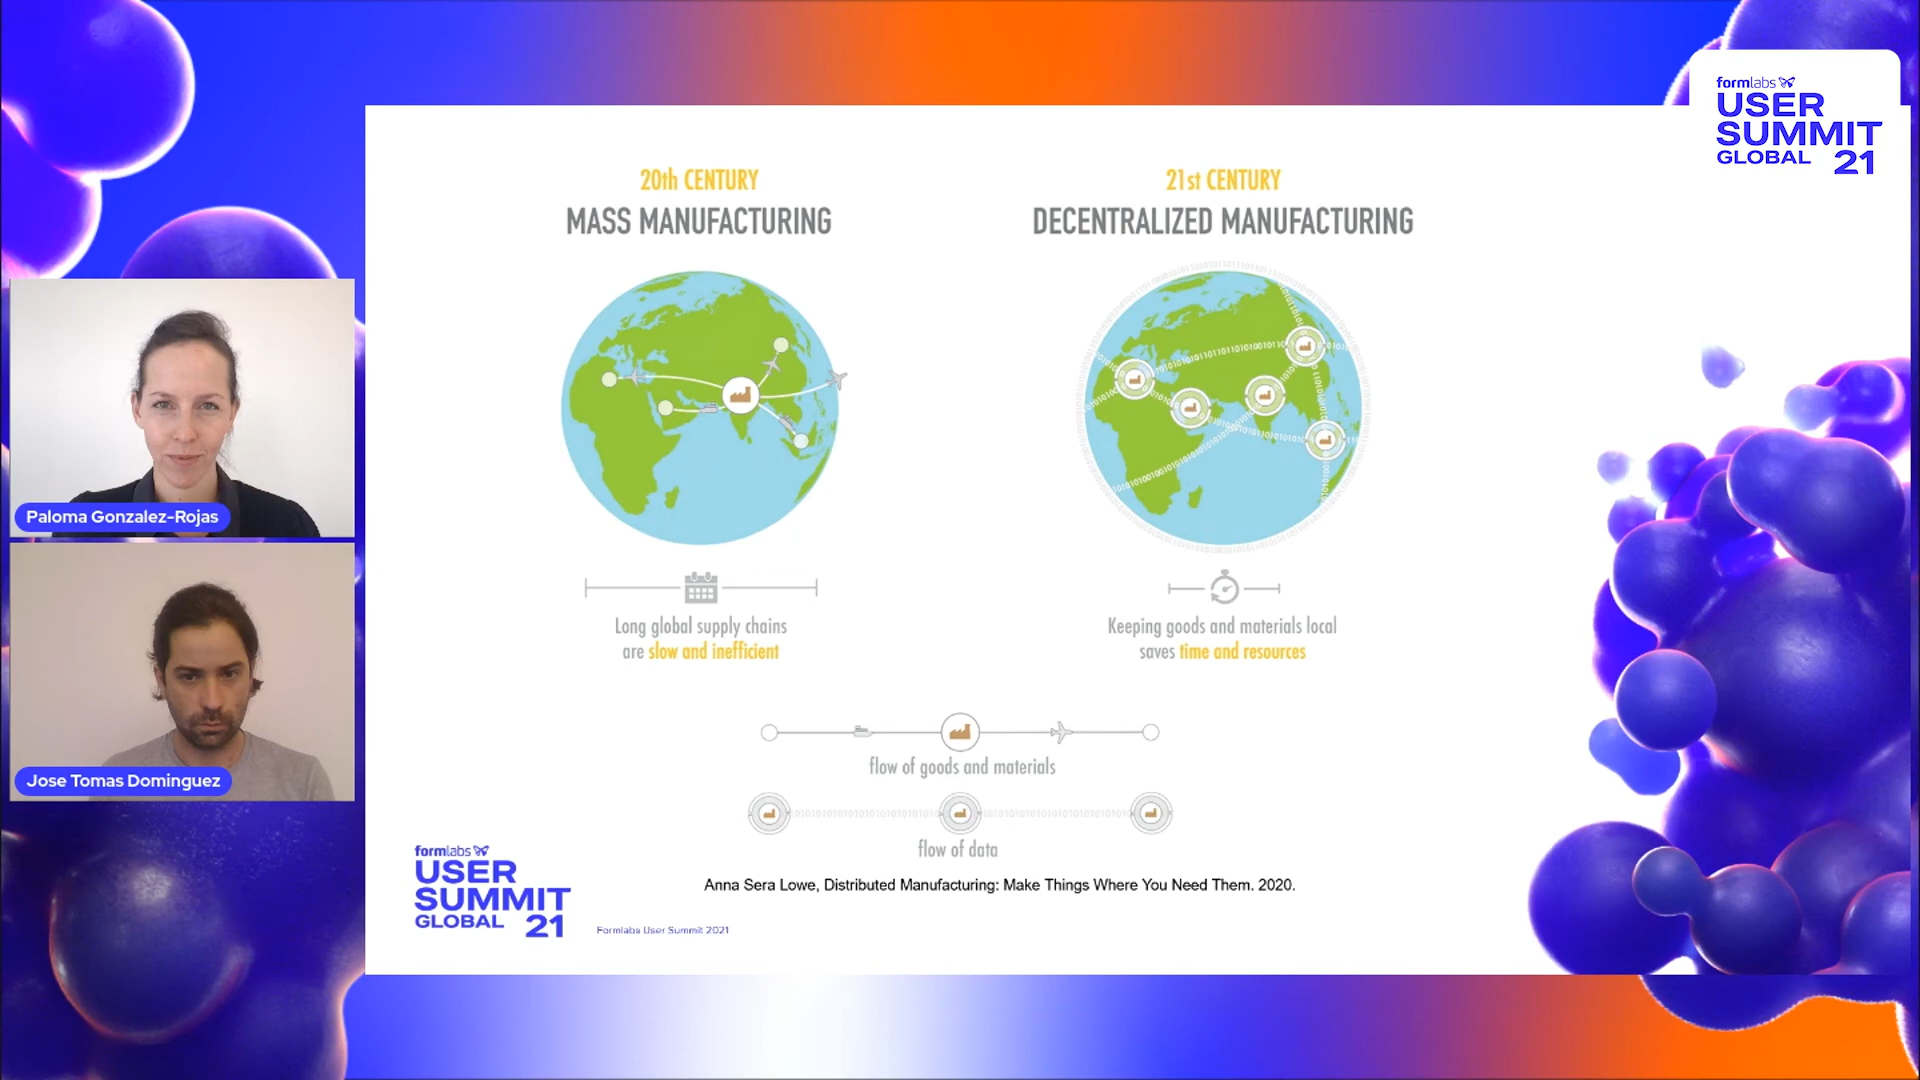 formlabs
USER
SUMMIT
GLOBAL 21
20th CENTURY
MASS MANUFACTURING
21st CENTURY
DECENTRALIZED MANUFACTURING
Long global supply chains
are slow and inefficient
Keeping goods and materials local
saves time and resources
flow of goods and materials
flow of data
Anna Sera Lowe, Distributed Manufacturing: Make Things Where You Need Them. 2020.
formlabs
USER
SUMMIT
GLOBAL 21
Formlabs User Summit 2021
Paloma Gonzalez-Rojas
Jose Tomas Dominguez